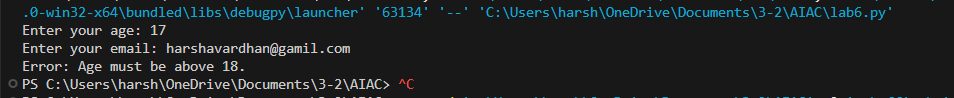 .0-win32-x64\bundled\libs\debugpy\launcher' '63134' '--' 'C:\Users\harsh\OneDrive\Documents\3-2\AIAC\lab6.py'
Enter your age: 17
Enter your email: harshavardhan@gamil.com
Error: Age must be above 18.
PS C:\Users\harsh\OneDrive\Documents\3-2\AIAC> ^C